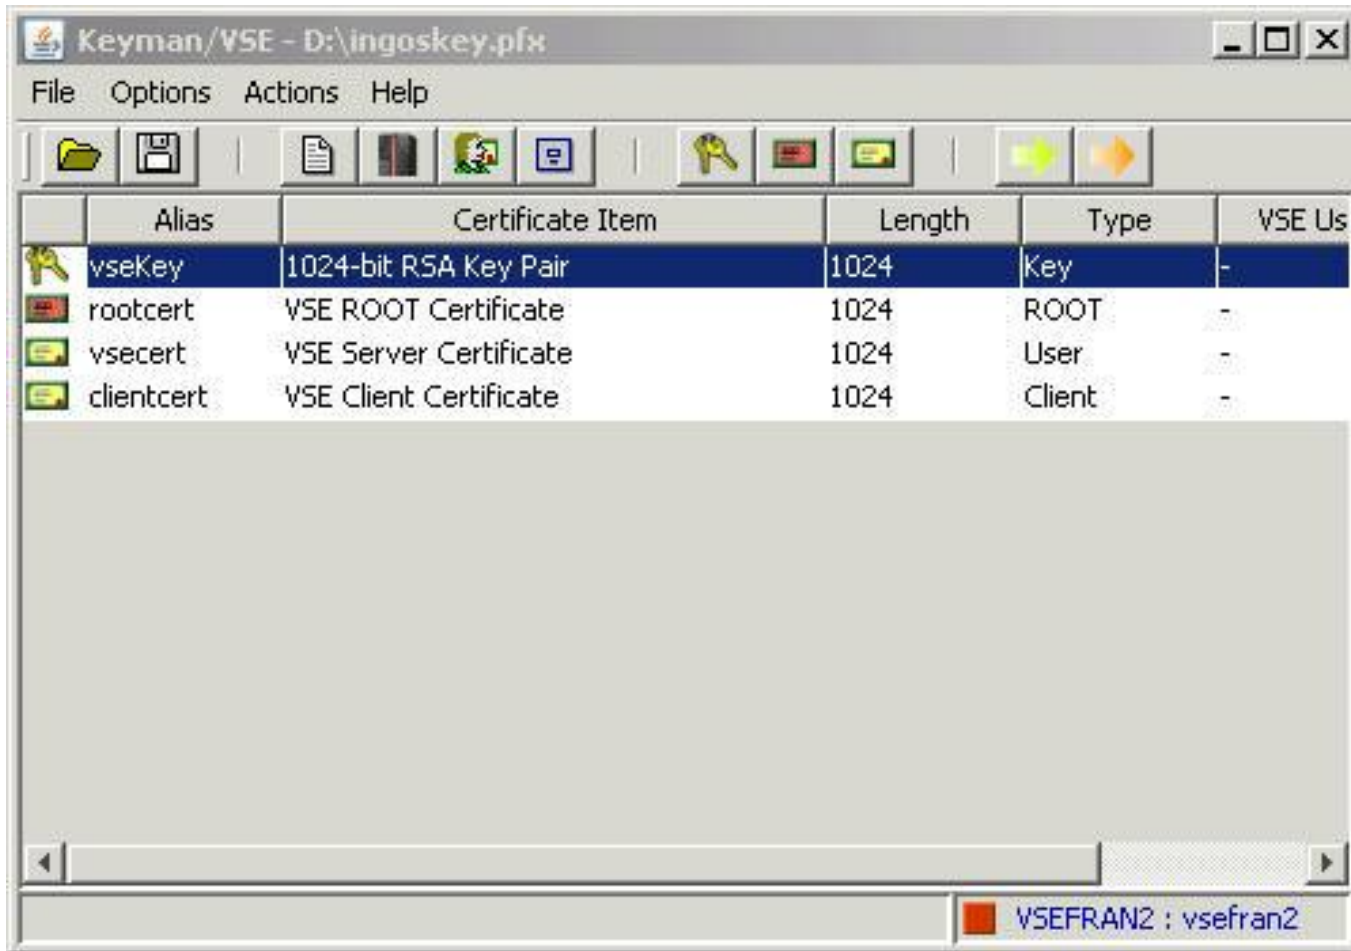 Keyman/VSE - D:\ingoskey.pfx
File Options Actions Help
Alias Certificate Item Length Type VSE Us
vseKey 1024-bit RSA Key Pair 1024 Key -
rootcert VSE ROOT Certificate 1024 ROOT -
vsecert VSE Server Certificate 1024 User -
clientcert VSE Client Certificate 1024 Client -
VSEFRAN2 : vsefran2